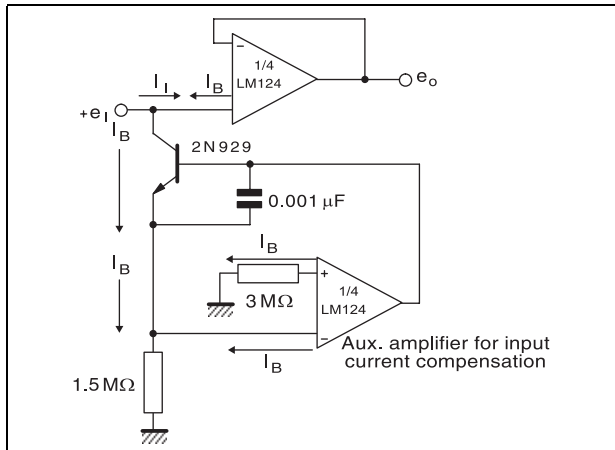 −
1/4
LM124
I_I
I_B
e_o
+e_I
I_B
2N929
0.001 μF
I_B
I_B
+
3 MΩ
1/4
LM124
−
I_B
Aux. amplifier for input
current compensation
1.5 MΩ